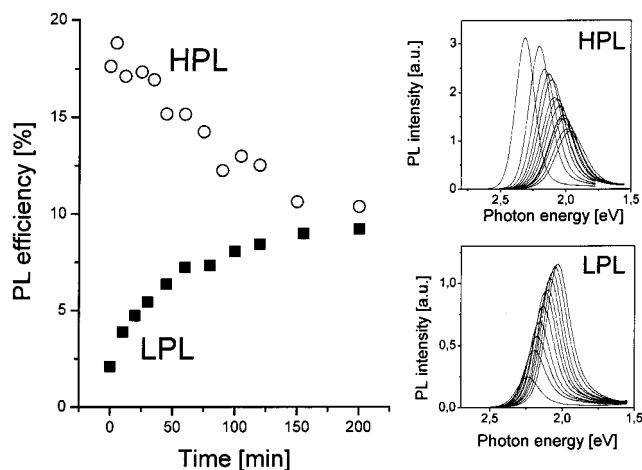 PL efficiency [%]
20
15
10
5
0
HPL
LPL
0
50
100
150
200
Time [min]
HPL
PL intensity [a.u.]
3
2
1
0
2,5
2,0
1,5
Photon energy [eV]
LPL
PL intensity [a.u.]
1,0
0,5
0,0
2,5
2,0
1,5
Photon energy [eV]